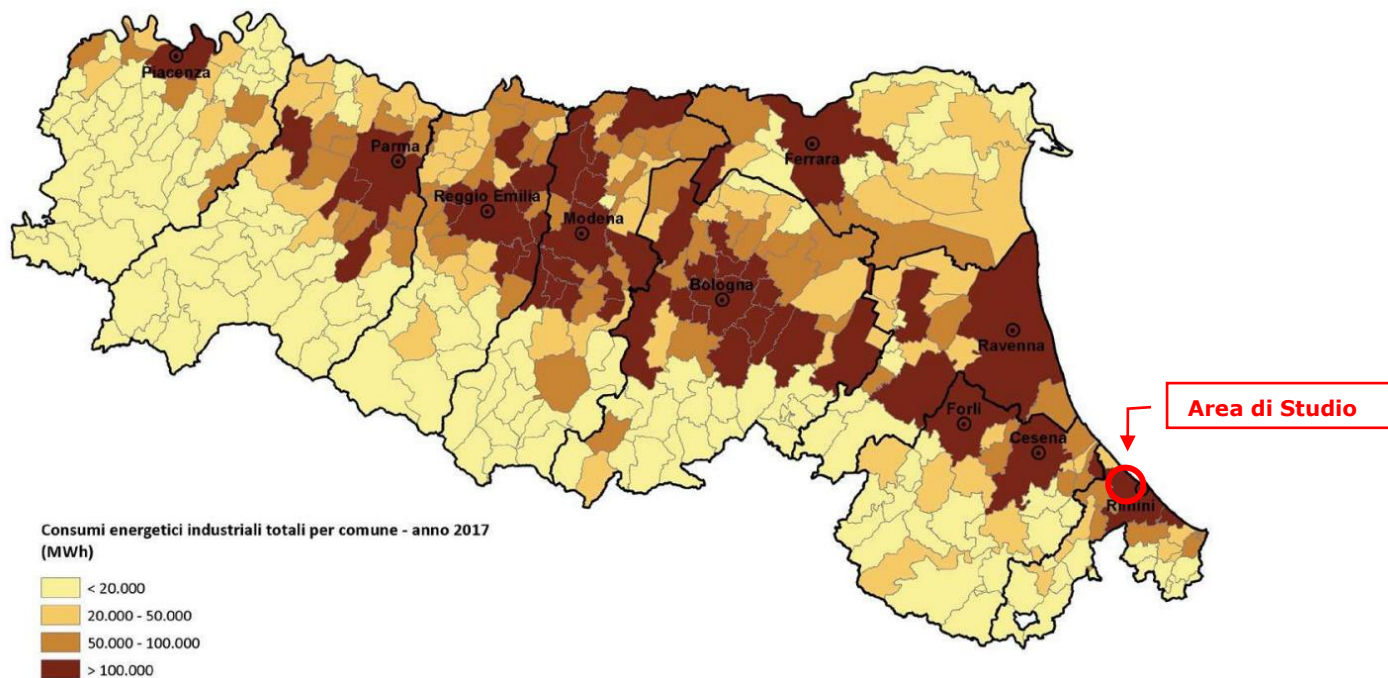 Piacenza
Parma
Reggio Emilia
Modena
Ferrara
Bologna
Ravenna
Forlì
Cesena
Rimini
Area di Studio
Consumi energetici industriali totali per comune - anno 2017
(MWh)
< 20.000
20.000 - 50.000
50.000 - 100.000
> 100.000